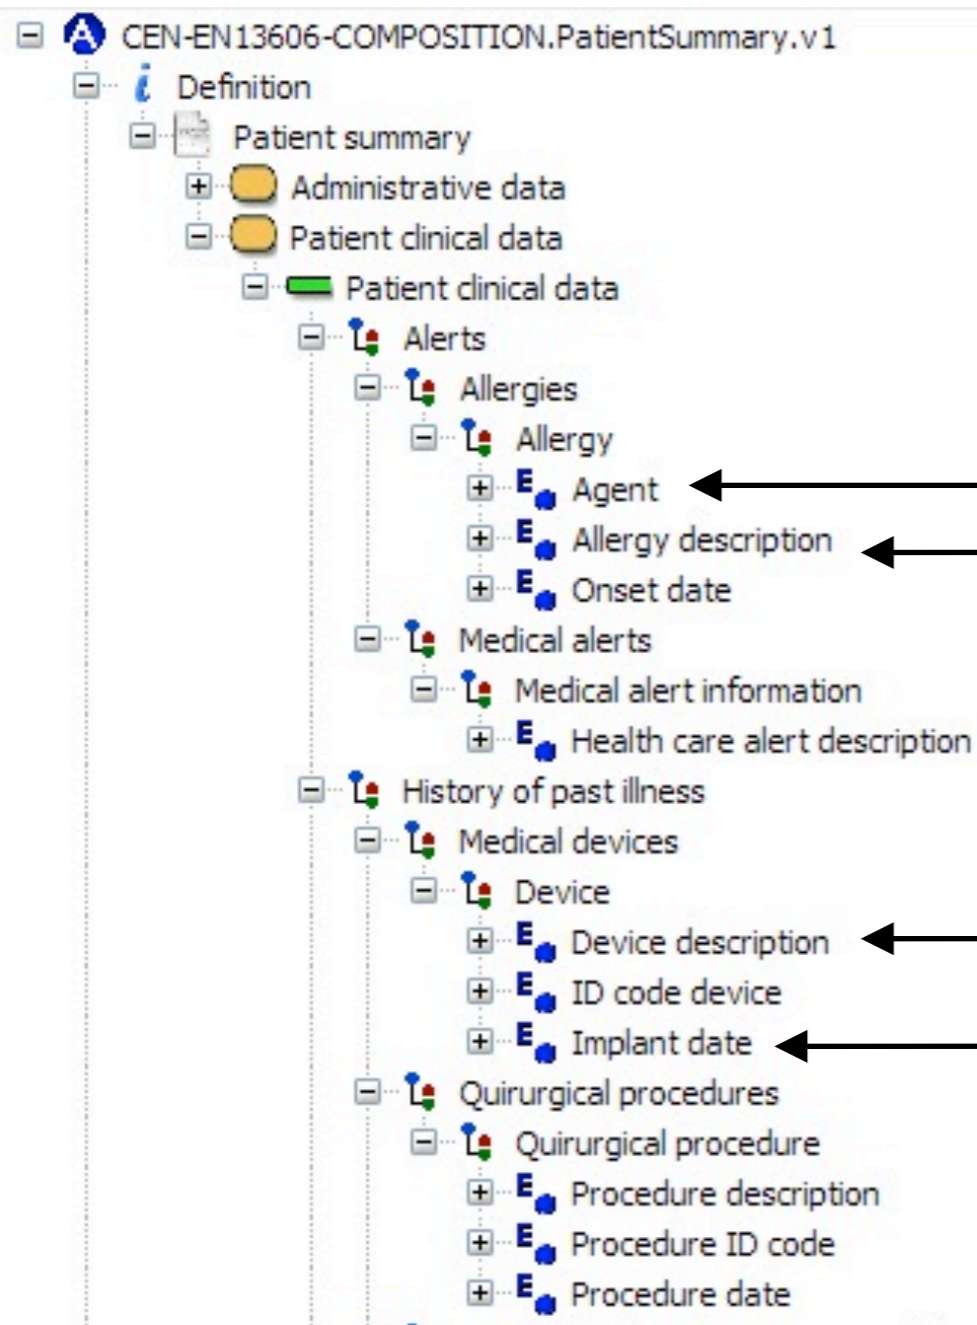 CEN-EN13606-COMPOSITION.PatientSummary.v1
Definition
Patient summary
Administrative data
Patient clinical data
Patient clinical data
Alerts
Allergies
Allergy
Agent
Allergy description
Onset date
Medical alerts
Medical alert information
Health care alert description
History of past illness
Medical devices
Device
Device description
ID code device
Implant date
Quirurgical procedures
Quirurgical procedure
Procedure description
Procedure ID code
Procedure date